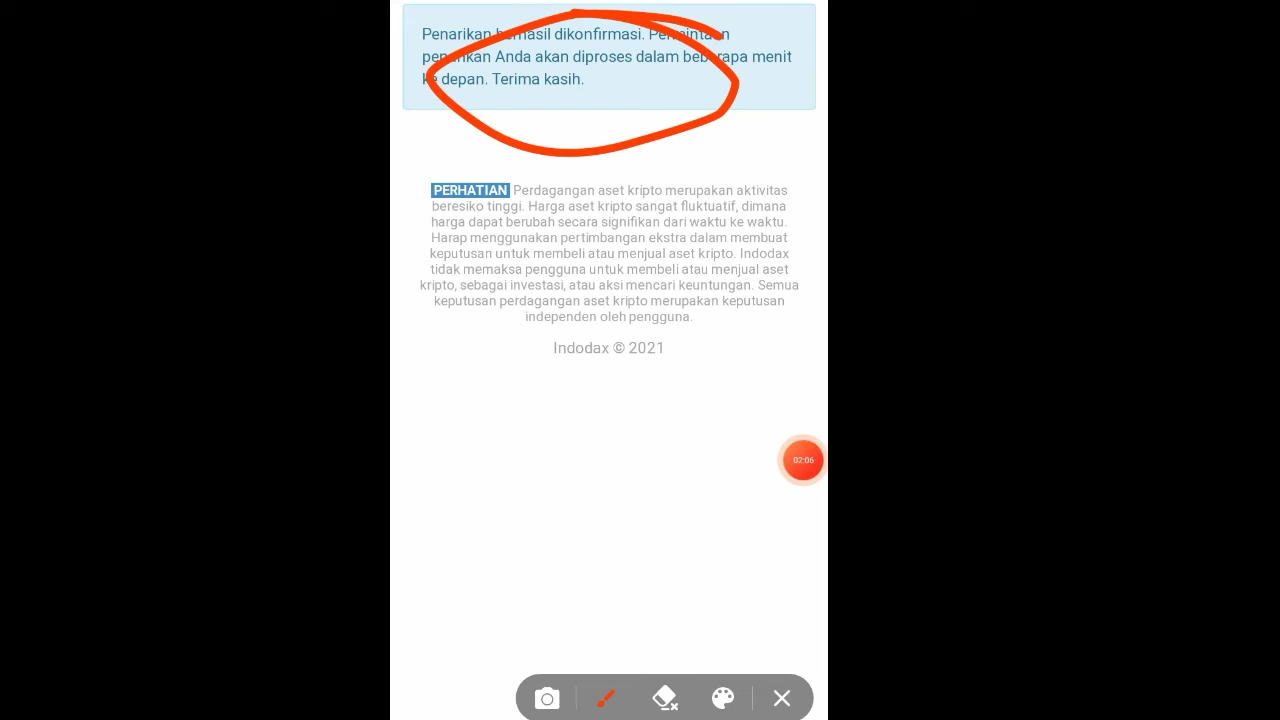 Penarikan berhasil dikonfirmasi. Permintaan
penarikan Anda akan diproses dalam beberapa menit
ke depan. Terima kasih.
PERHATIAN Perdagangan aset kripto merupakan aktivitas
beresiko tinggi. Harga aset kripto sangat fluktuatif, dimana
harga dapat berubah secara signifikan dari waktu ke waktu.
Harap menggunakan pertimbangan ekstra dalam membuat
keputusan untuk membeli atau menjual aset kripto. Indodax
tidak memaksa pengguna untuk membeli atau menjual aset
kripto, sebagai investasi, atau aksi mencari keuntungan. Semua
keputusan perdagangan aset kripto merupakan keputusan
independen oleh pengguna.
Indodax © 2021
02:06